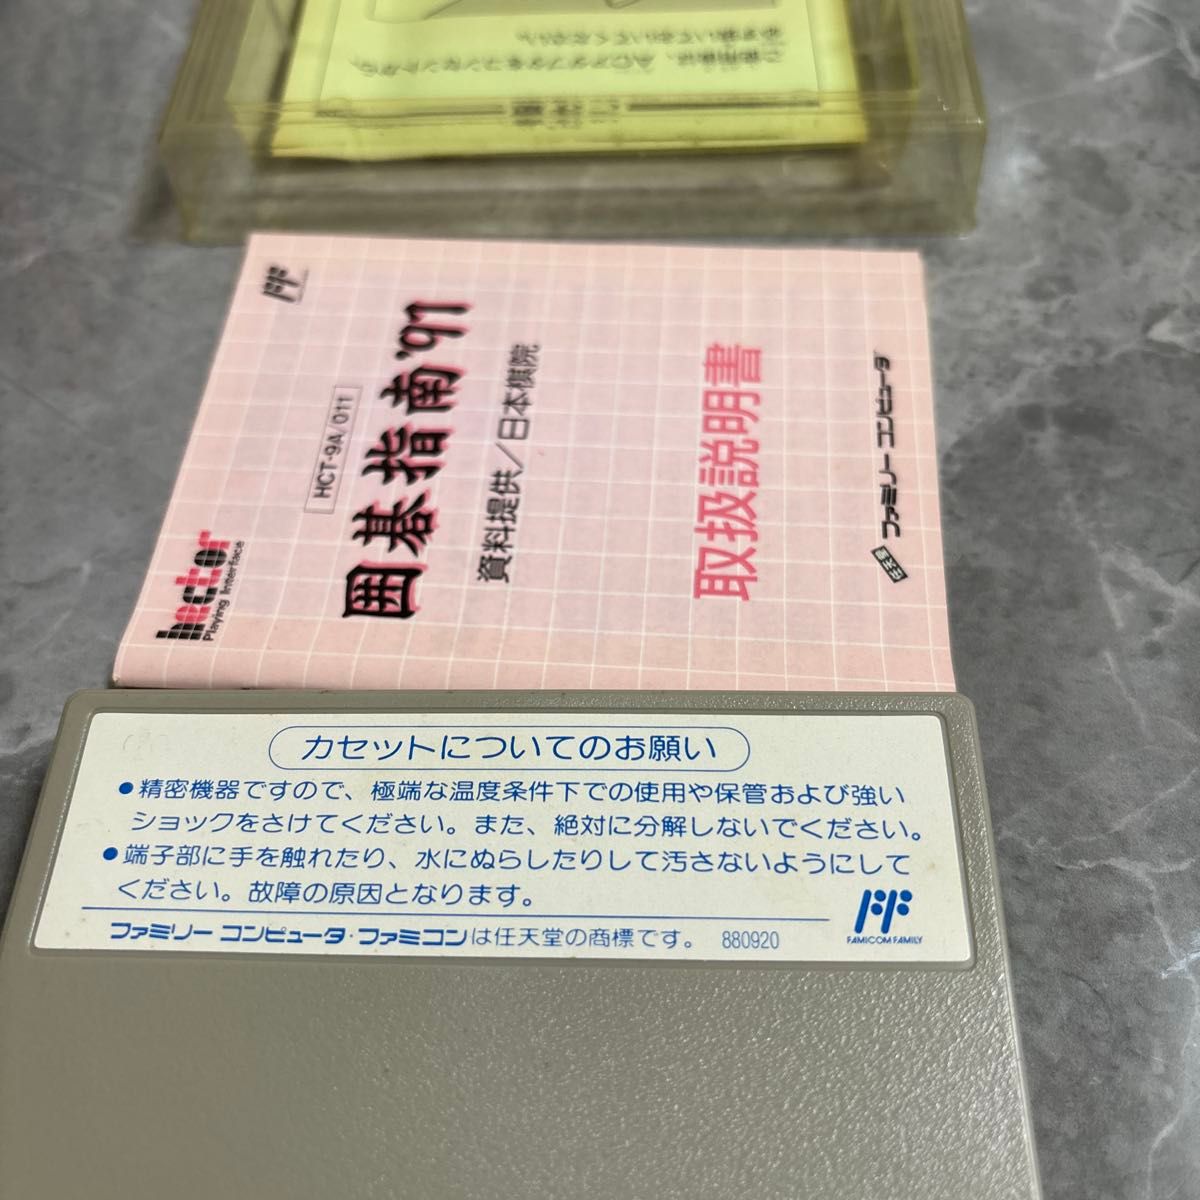 hector
Playing Interface
HCT-9A/011
囲碁指南'91
資料提供/日本棋院
取扱説明書
任天堂 ファミリーコンピュータ
カセットについてのお願い
●精密機器ですので、極端な温度条件下での使用や保管および強い
ショックをさけてください。また、絶対に分解しないでください。
●端子部に手を触れたり、水にぬらしたりして汚さないようにして
ください。故障の原因となります。
ファミリーコンピュータ・ファミコンは任天堂の商標です。 880920
FAMICOM FAMILY